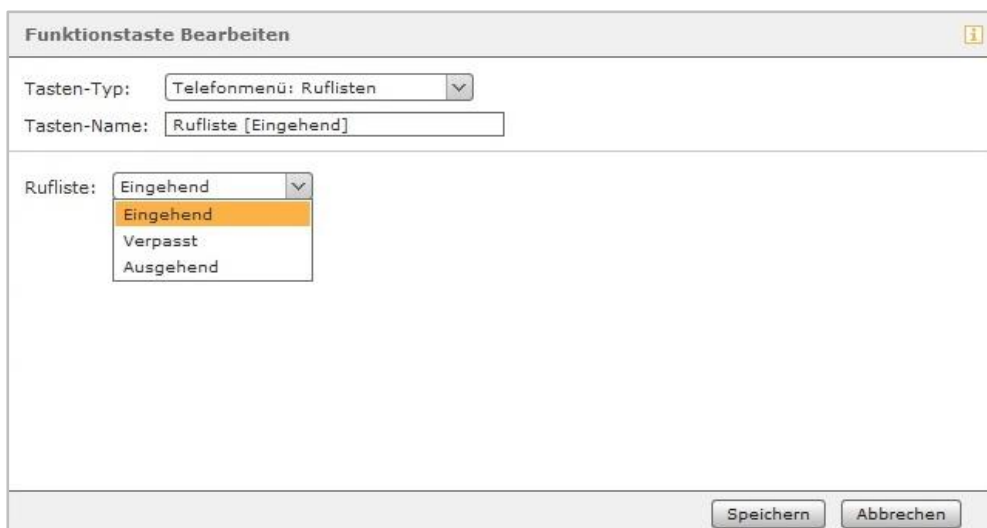 Funktionstaste Bearbeiten
Tasten-Typ: Telefonmenü: Ruflisten
Tasten-Name: Rufliste [Eingehend]
Rufliste: Eingehend
Eingehend
Verpasst
Ausgehend
Speichern Abbrechen